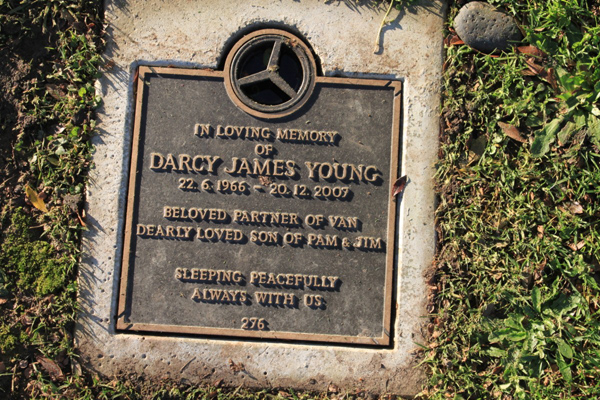 IN LOVING MEMORY
OF
DARCY JAMES YOUNG
22.6.1966 - 20.12.2007
BELOVED PARTNER OF VAN
DEARLY LOVED SON OF PAM & JIM
SLEEPING PEACEFULLY
ALWAYS WITH US
276